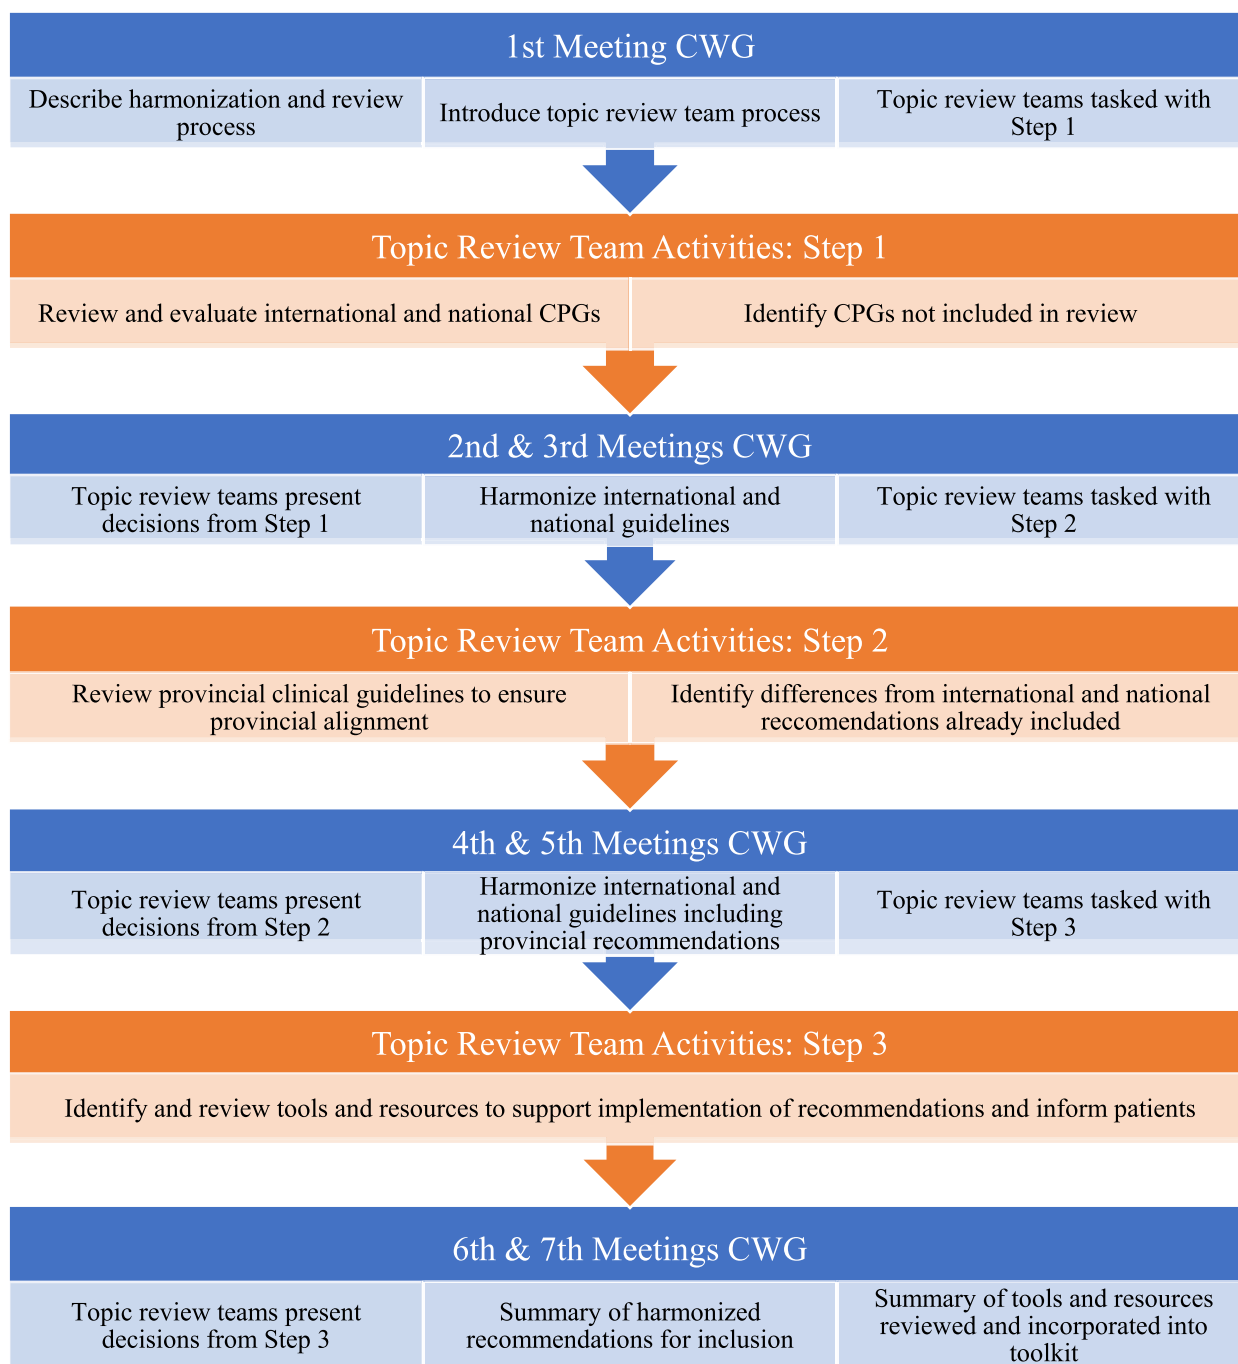 1st Meeting CWG
Describe harmonization and review
process
Introduce topic review team process
Topic review teams tasked with
Step 1
Topic Review Team Activities: Step 1
Review and evaluate international and national CPGs
Identify CPGs not included in review
2nd & 3rd Meetings CWG
Topic review teams present
decisions from Step 1
Harmonize international and
national guidelines
Topic review teams tasked with
Step 2
Topic Review Team Activities: Step 2
Review provincial clinical guidelines to ensure
provincial alignment
Identify differences from international and national
reccomendations already included
4th & 5th Meetings CWG
Topic review teams present
decisions from Step 2
Harmonize international and
national guidelines including
provincial recommendations
Topic review teams tasked with
Step 3
Topic Review Team Activities: Step 3
Identify and review tools and resources to support implementation of recommendations and inform patients
6th & 7th Meetings CWG
Topic review teams present
decisions from Step 3
Summary of harmonized
recommendations for inclusion
Summary of tools and resources
reviewed and incorporated into
toolkit